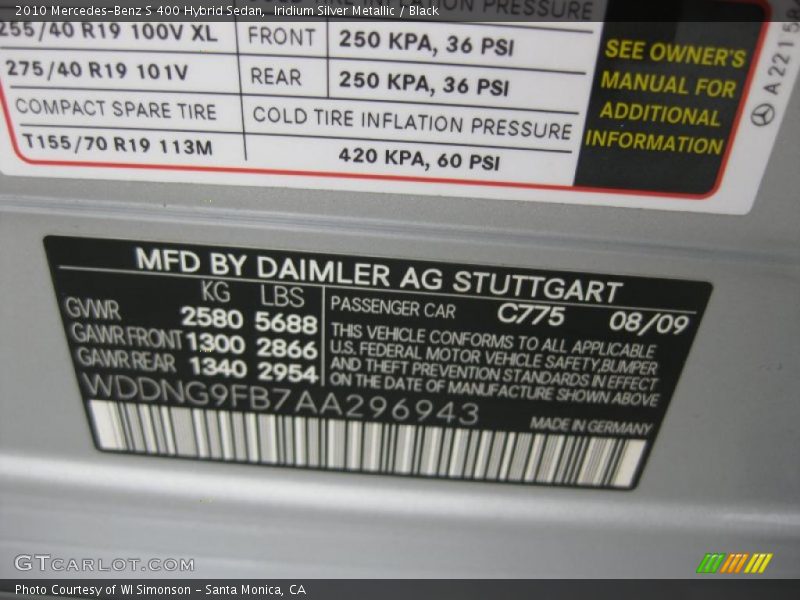 2010 Mercedes-Benz S 400 Hybrid Sedan, Iridium Silver Metallic / Black
PRESSURE
255/40 R19 100V XL FRONT 250 KPA, 36 PSI
275/40 R19 101V REAR 250 KPA, 36 PSI
COMPACT SPARE TIRE COLD TIRE INFLATION PRESSURE
T155/70 R19 113M 420 KPA, 60 PSI
SEE OWNER'S
MANUAL FOR
ADDITIONAL
INFORMATION
A 221 58
MFD BY DAIMLER AG STUTTGART
KG LBS
GVWR 2580 5688
GAWR FRONT 1300 2866
GAWR REAR 1340 2954
PASSENGER CAR C775 08/09
THIS VEHICLE CONFORMS TO ALL APPLICABLE
U.S. FEDERAL MOTOR VEHICLE SAFETY, BUMPER
AND THEFT PREVENTION STANDARDS IN EFFECT
ON THE DATE OF MANUFACTURE SHOWN ABOVE
WDDNG9FB7AA296943
MADE IN GERMANY
GTCARLOT.COM
Photo Courtesy of WI Simonson - Santa Monica, CA